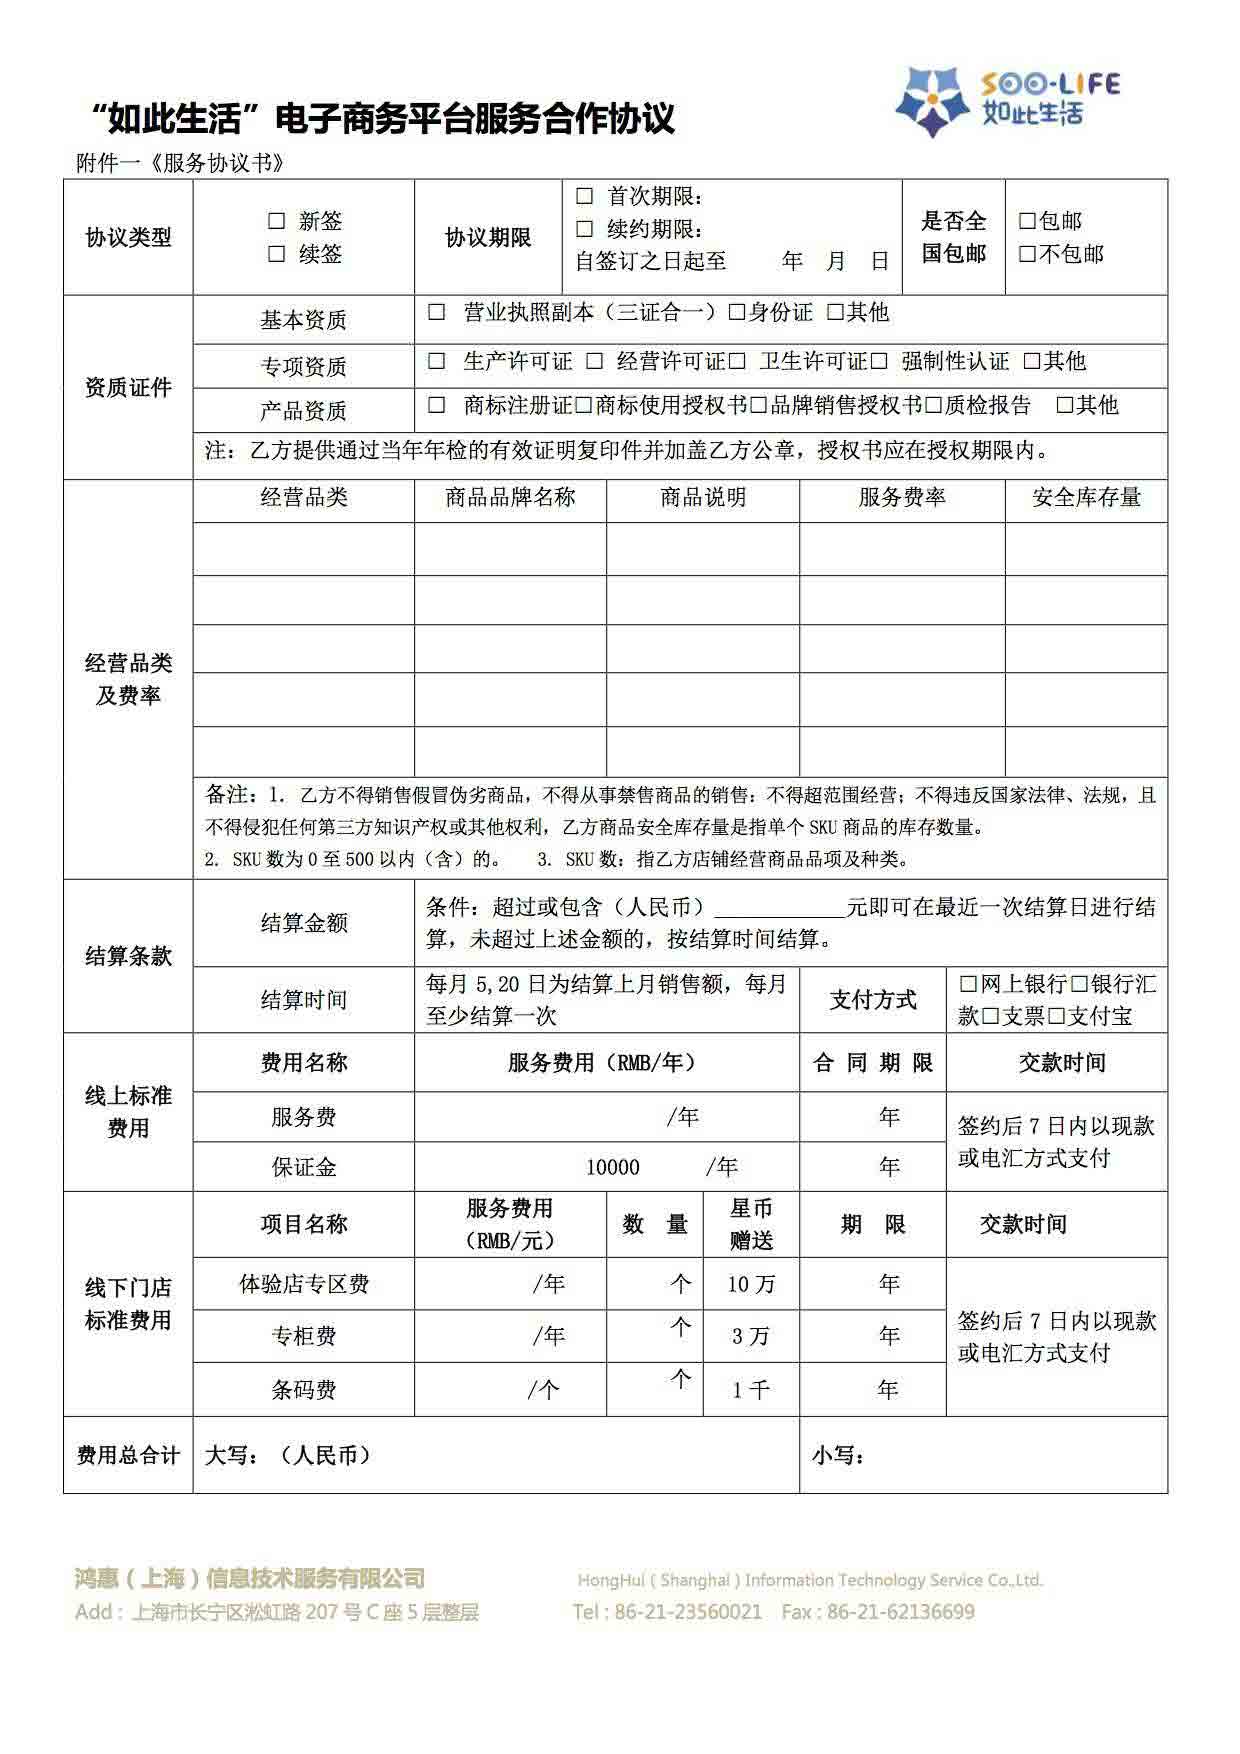 SOO-LIFE
如此生活
“如此生活”电子商务平台服务合作协议
附件一《服务协议书》
协议类型
□ 新签
□ 续签
协议期限
□ 首次期限：
□ 续约期限：
自签订之日起至 年 月 日
是否全
国包邮
□包邮
□不包邮
资质证件
基本资质
□ 营业执照副本（三证合一）□身份证 □其他
专项资质
□ 生产许可证 □ 经营许可证□ 卫生许可证□ 强制性认证 □其他
产品资质
□ 商标注册证□商标使用授权书□品牌销售授权书□质检报告 □其他
注：乙方提供通过当年年检的有效证明复印件并加盖乙方公章，授权书应在授权期限内。
经营品类
及费率
经营品类 商品品牌名称 商品说明 服务费率 安全库存量
备注：1. 乙方不得销售假冒伪劣商品，不得从事禁售商品的销售：不得超范围经营；不得违反国家法律、法规，且
不得侵犯任何第三方知识产权或其他权利，乙方商品安全库存量是指单个 SKU 商品的库存数量。
2. SKU 数为 0 至 500 以内（含）的。 3. SKU 数：指乙方店铺经营商品品项及种类。
结算条款
结算金额
条件：超过或包含（人民币）____________元即可在最近一次结算日进行结
算，未超过上述金额的，按结算时间结算。
结算时间
每月 5,20 日为结算上月销售额，每月
至少结算一次
支付方式
□网上银行□银行汇
款□支票□支付宝
线上标准
费用
费用名称 服务费用（RMB/年） 合 同 期 限 交款时间
服务费 /年 年
保证金 10000 /年 年
签约后 7 日内以现款
或电汇方式支付
线下门店
标准费用
项目名称
服务费用
（RMB/元）
数 量
星币
赠送
期 限
交款时间
体验店专区费 /年 个 10 万 年
专柜费 /年 个 3 万 年
条码费 /个 个 1 千 年
签约后 7 日内以现款
或电汇方式支付
费用总合计 大写：（人民币） 小写：
鸿惠（上海）信息技术服务有限公司 HongHui ( Shanghai ) Information Technology Service Co.,Ltd.
Add : 上海市长宁区淞虹路 207 号 C 座 5 层整层 Tel : 86-21-23560021 Fax : 86-21-62136699